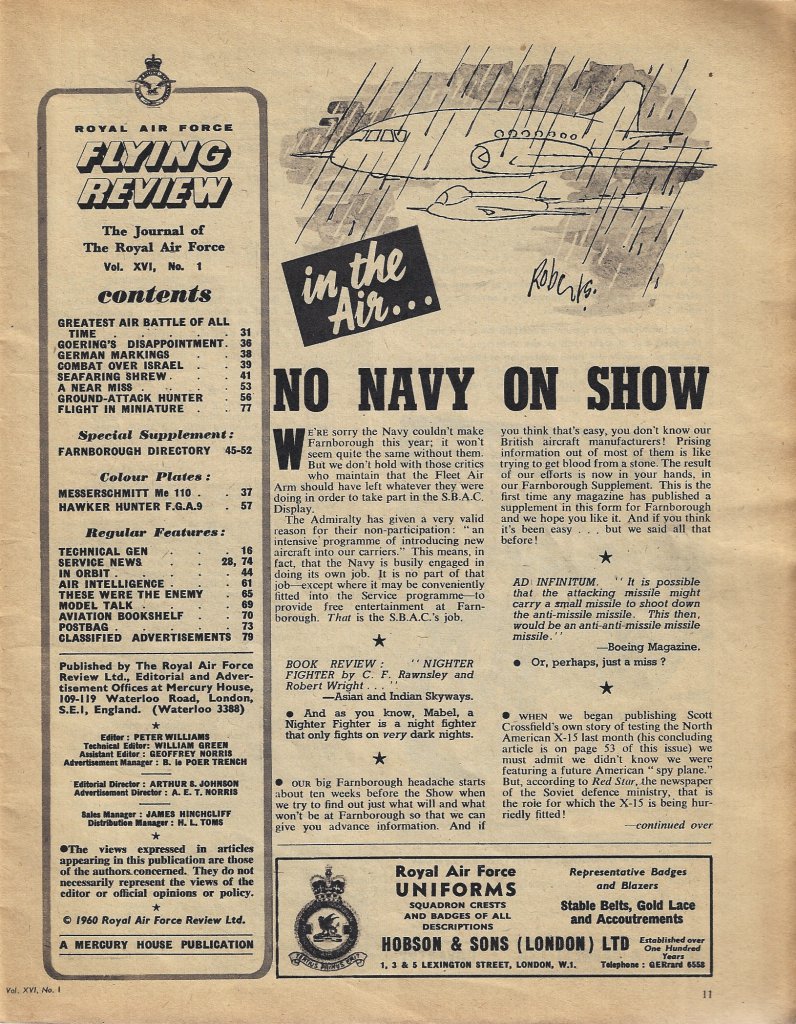 ROYAL AIR FORCE
FLYING
REVIEW
The Journal of
The Royal Air Force
Vol. XVI, No. 1
contents
GREATEST AIR BATTLE OF ALL
TIME . . . . . . 31
GOERING'S DISAPPOINTMENT. 36
GERMAN MARKINGS . . 38
COMBAT OVER ISRAEL . . 39
SEAFARING SHREW . . . 41
A NEAR MISS . . . . 53
GROUND-ATTACK HUNTER . 56
FLIGHT IN MINIATURE . . 77
Special Supplement:
FARNBOROUGH DIRECTORY 45-52
Colour Plates:
MESSERSCHMITT Me 110 . . 37
HAWKER HUNTER F.G.A.9 . 57
Regular Features:
TECHNICAL GEN . . . 16
SERVICE NEWS . . . 28, 74
IN ORBIT . . . . . 44
AIR INTELLIGENCE . . . 61
THESE WERE THE ENEMY . 65
MODEL TALK . . . . 69
AVIATION BOOKSHELF . . 70
POSTBAG . . . . . 73
CLASSIFIED ADVERTISEMENTS 79
Published by The Royal Air Force
Review Ltd., Editorial and Adver-
tisement Offices at Mercury House,
109-119 Waterloo Road, London,
S.E.1, England. (Waterloo 3388)
Editor : PETER WILLIAMS
Technical Editor: WILLIAM GREEN
Assistant Editor : GEOFFREY NORRIS
Advertisement Manager : B. le POER TRENCH
Editorial Director : ARTHUR S. JOHNSON
Advertisement Director : A. E. T. NORRIS
Sales Manager : JAMES HINCHCLIFF
Distribution Manager : H. L. TOMS
●The views expressed in articles
appearing in this publication are those
of the authors concerned. They do not
necessarily represent the views of the
editor or official opinions or policy.
© 1960 Royal Air Force Review Ltd.
A MERCURY HOUSE PUBLICATION
Vol. XVI, No. 1
Roberts.
in the
Air...
NO NAVY ON SHOW
WE'RE sorry the Navy couldn't make
Farnborough this year; it won't
seem quite the same without them.
But we don't hold with those critics
who maintain that the Fleet Air
Arm should have left whatever they were
doing in order to take part in the S.B.A.C.
Display.
The Admiralty has given a very valid
reason for their non-participation: "an
intensive programme of introducing new
aircraft into our carriers." This means, in
fact, that the Navy is busily engaged in
doing its own job. It is no part of that
job—except where it may be conveniently
fitted into the Service programme—to
provide free entertainment at Farn-
borough. That is the S.B.A.C's job.
BOOK REVIEW : "NIGHTER
FIGHTER by C. F. Rawnsley and
Robert Wright . . ."
—Asian and Indian Skyways.
● And as you know, Mabel, a
Nighter Fighter is a night fighter
that only fights on very dark nights.
● OUR big Farnborough headache starts
about ten weeks before the Show when
we try to find out just what will and what
won't be at Farnborough so that we can
give you advance information. And if
you think that's easy, you don't know our
British aircraft manufacturers! Prising
information out of most of them is like
trying to get blood from a stone. The result
of our efforts is now in your hands, in
our Farnborough Supplement. This is the
first time any magazine has published a
supplement in this form for Farnborough
and we hope you like it. And if you think
it's been easy . . . but we said all that
before!
AD INFINITUM. "It is possible
that the attacking missile might
carry a small missile to shoot down
the anti-missile missile. This then,
would be an anti-anti-missile missile
missile."
—Boeing Magazine.
● Or, perhaps, just a miss ?
● WHEN we began publishing Scott
Crossfield's own story of testing the North
American X-15 last month (his concluding
article is on page 53 of this issue) we
must admit we didn't know we were
featuring a future American "spy plane."
But, according to Red Star, the newspaper
of the Soviet defence ministry, that is
the role for which the X-15 is being hur-
riedly fitted!
—continued over
Royal Air Force
UNIFORMS
SQUADRON CRESTS
AND BADGES OF ALL
DESCRIPTIONS
Representative Badges
and Blazers
Stable Belts, Gold Lace
and Accoutrements
HOBSON & SONS (LONDON) LTD
Established over
One Hundred
Years
1, 3 & 5 LEXINGTON STREET, LONDON, W.1.
Telephone : GERrard 6558
11